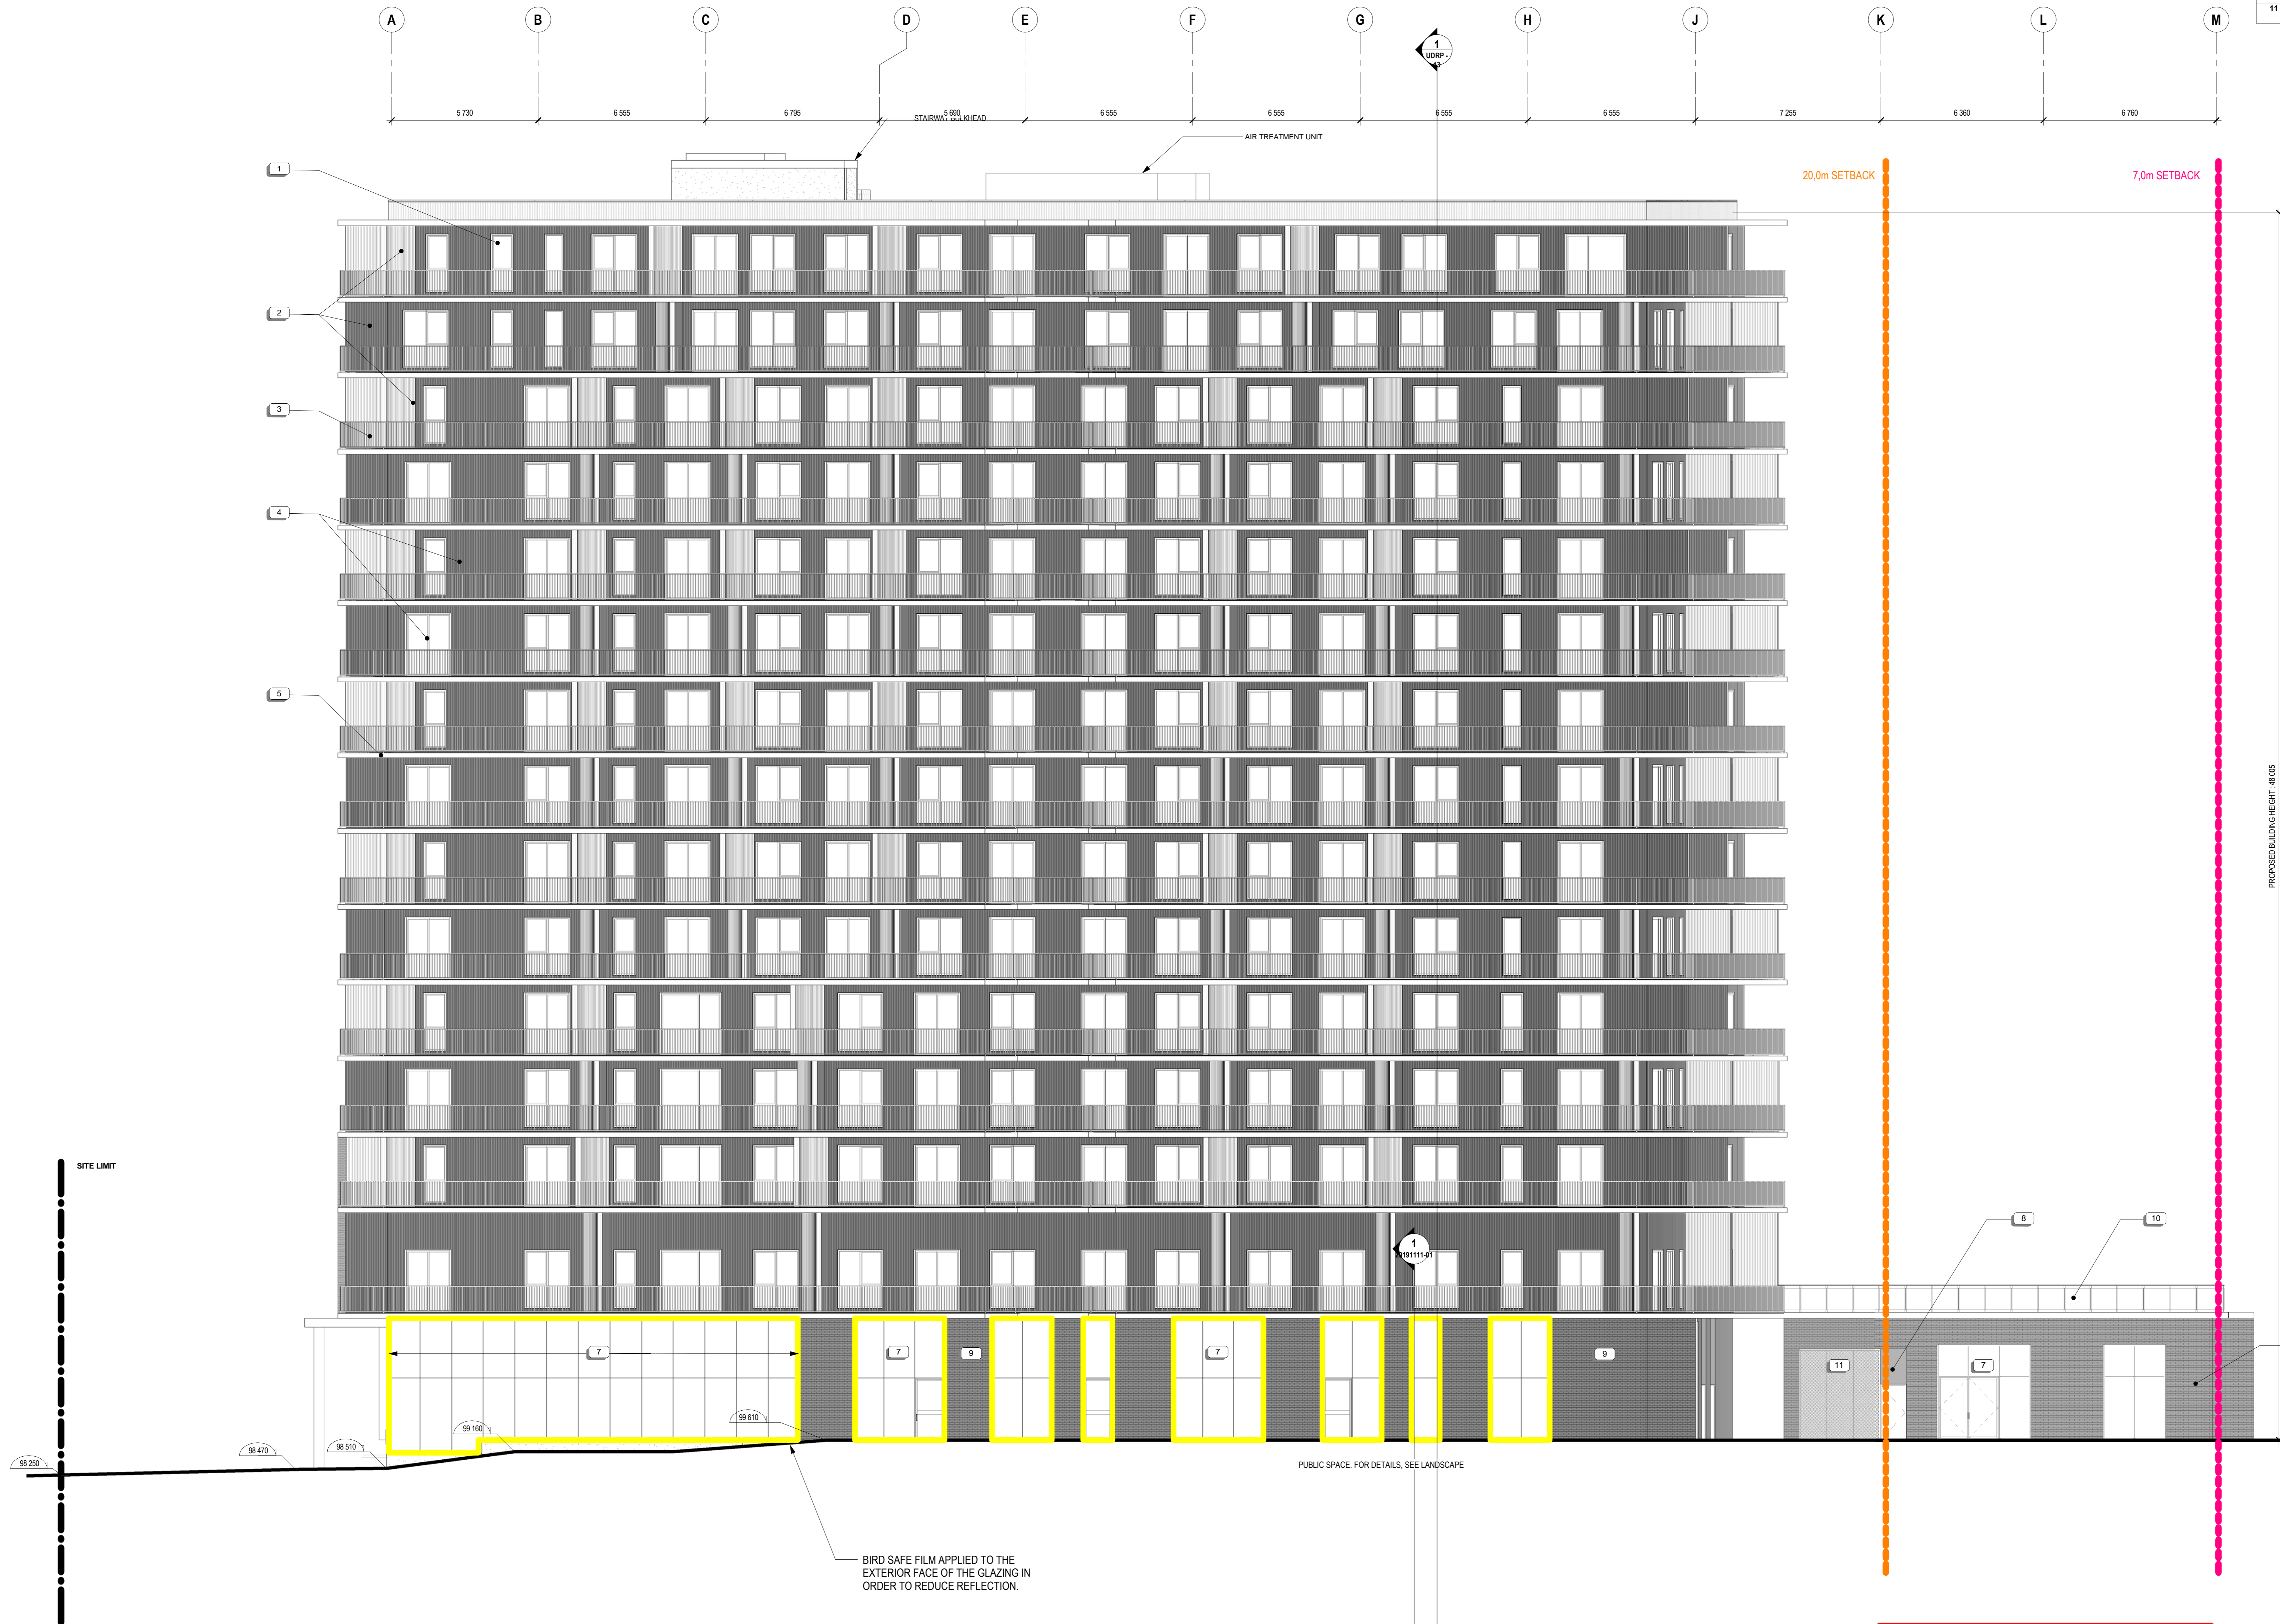 A
B
C
D
E
F
G
H
J
K
L
M
11
1
UDRP -
13
5 730
6 555
6 795
5 690
6 555
6 555
6 555
6 555
7 255
6 360
6 760
STAIRWAY BULKHEAD
AIR TREATMENT UNIT
1
20,0m SETBACK
7,0m SETBACK
2
3
4
5
PROPOSED BUILDING HEIGHT : 48 005
SITE LIMIT
8
10
1
20191111-01
7
7
9
7
9
11
7
99 610
99 160
98 510
98 470
98 250
PUBLIC SPACE. FOR DETAILS, SEE LANDSCAPE
BIRD SAFE FILM APPLIED TO THE
EXTERIOR FACE OF THE GLAZING IN
ORDER TO REDUCE REFLECTION.